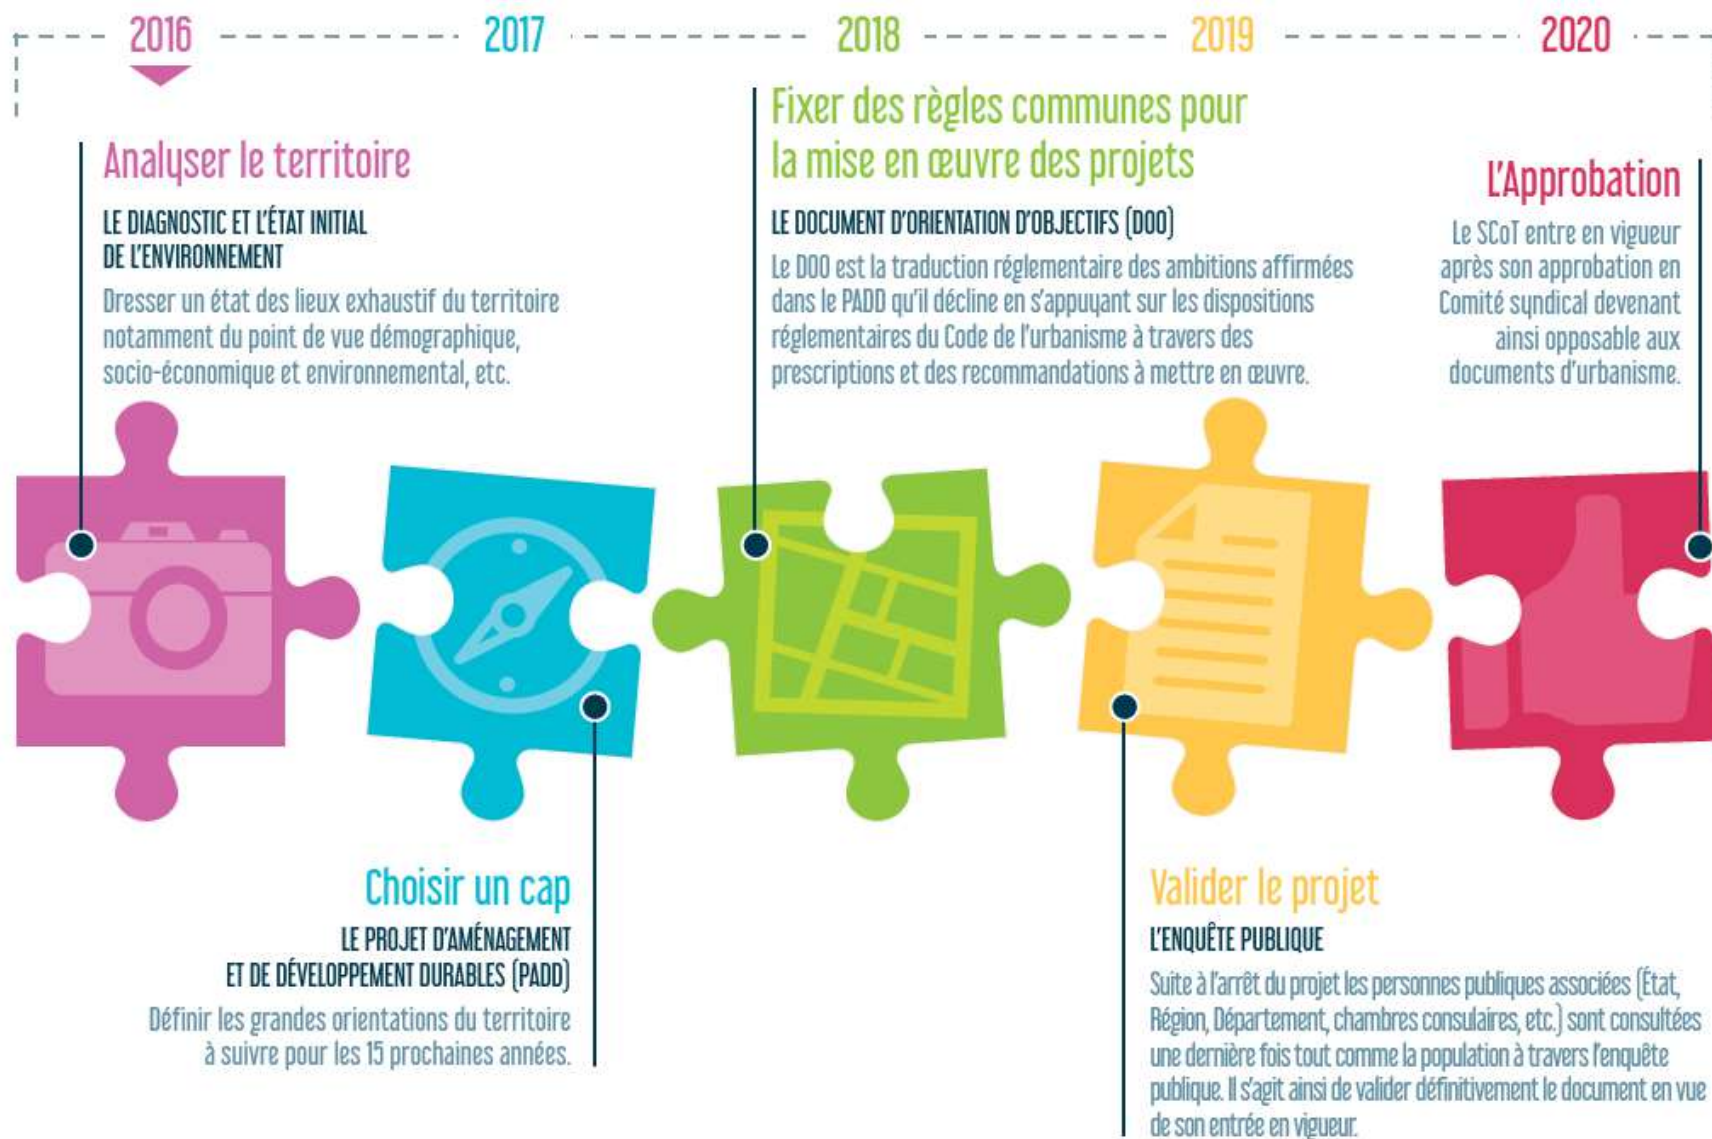 2016
2017
2018
2019
2020
Analyser le territoire
LE DIAGNOSTIC ET L'ÉTAT INITIAL
DE L'ENVIRONNEMENT
Dresser un état des lieux exhaustif du territoire
notamment du point de vue démographique,
socio-économique et environnemental, etc.
Fixer des règles communes pour
la mise en œuvre des projets
LE DOCUMENT D'ORIENTATION D'OBJECTIFS (DOO)
Le DOO est la traduction réglementaire des ambitions affirmées
dans le PADD qu'il décline en s'appuyant sur les dispositions
réglementaires du Code de l'urbanisme à travers des
prescriptions et des recommandations à mettre en œuvre.
L'Approbation
Le SCoT entre en vigueur
après son approbation en
Comité syndical devenant
ainsi opposable aux
documents d'urbanisme.
Choisir un cap
LE PROJET D'AMÉNAGEMENT
ET DE DÉVELOPPEMENT DURABLES (PADD)
Définir les grandes orientations du territoire
à suivre pour les 15 prochaines années.
Valider le projet
L'ENQUÊTE PUBLIQUE
Suite à l'arrêt du projet les personnes publiques associées (État,
Région, Département, chambres consulaires, etc.) sont consultées
une dernière fois tout comme la population à travers l'enquête
publique. Il s'agit ainsi de valider définitivement le document en vue
de son entrée en vigueur.